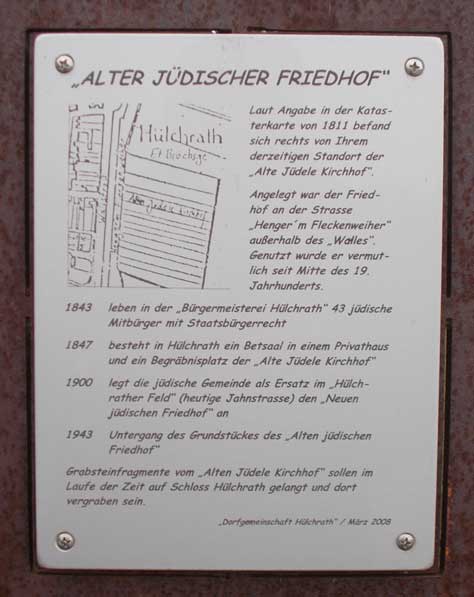 „ALTER JÜDISCHER FRIEDHOF“
Hülchrath
Laut Angabe in der Katas-
terkarte von 1811 befand
sich rechts von Ihrem
derzeitigen Standort der
„Alte Jüdele Kirchhof“.
Angelegt war der Fried-
hof an der Strasse
„Henger´m Fleckenweiher“
außerhalb des „Walles“.
Genutzt wurde er vermut-
lich seit Mitte des 19.
Jahrhunderts.
1843 leben in der „Bürgermeisterei Hülchrath“ 43 jüdische
Mitbürger mit Staatsbürgerrecht
1847 besteht in Hülchrath ein Betsaal in einem Privathaus
und ein Begräbnisplatz der „Alte Jüdele Kirchhof“
1900 legt die jüdische Gemeinde als Ersatz im „Hülch-
rather Feld“ (heutige Jahnstrasse) den „Neuen
jüdischen Friedhof“ an
1943 Untergang des Grundstückes des „Alten jüdischen
Friedhof“
Grabsteinfragmente vom „Alten Jüdele Kirchhof“ sollen im
Laufe der Zeit auf Schloss Hülchrath gelangt und dort
vergraben sein.
„Dorfgemeinschaft Hülchrath“ / März 2008